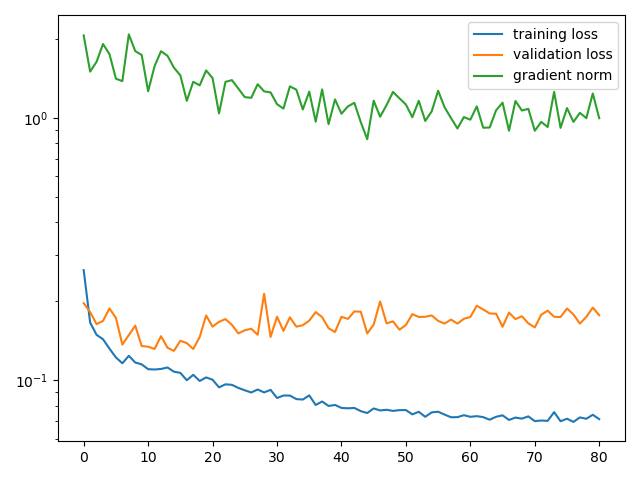 training loss
validation loss
gradient norm
10⁰
10⁻¹
0 10 20 30 40 50 60 70 80